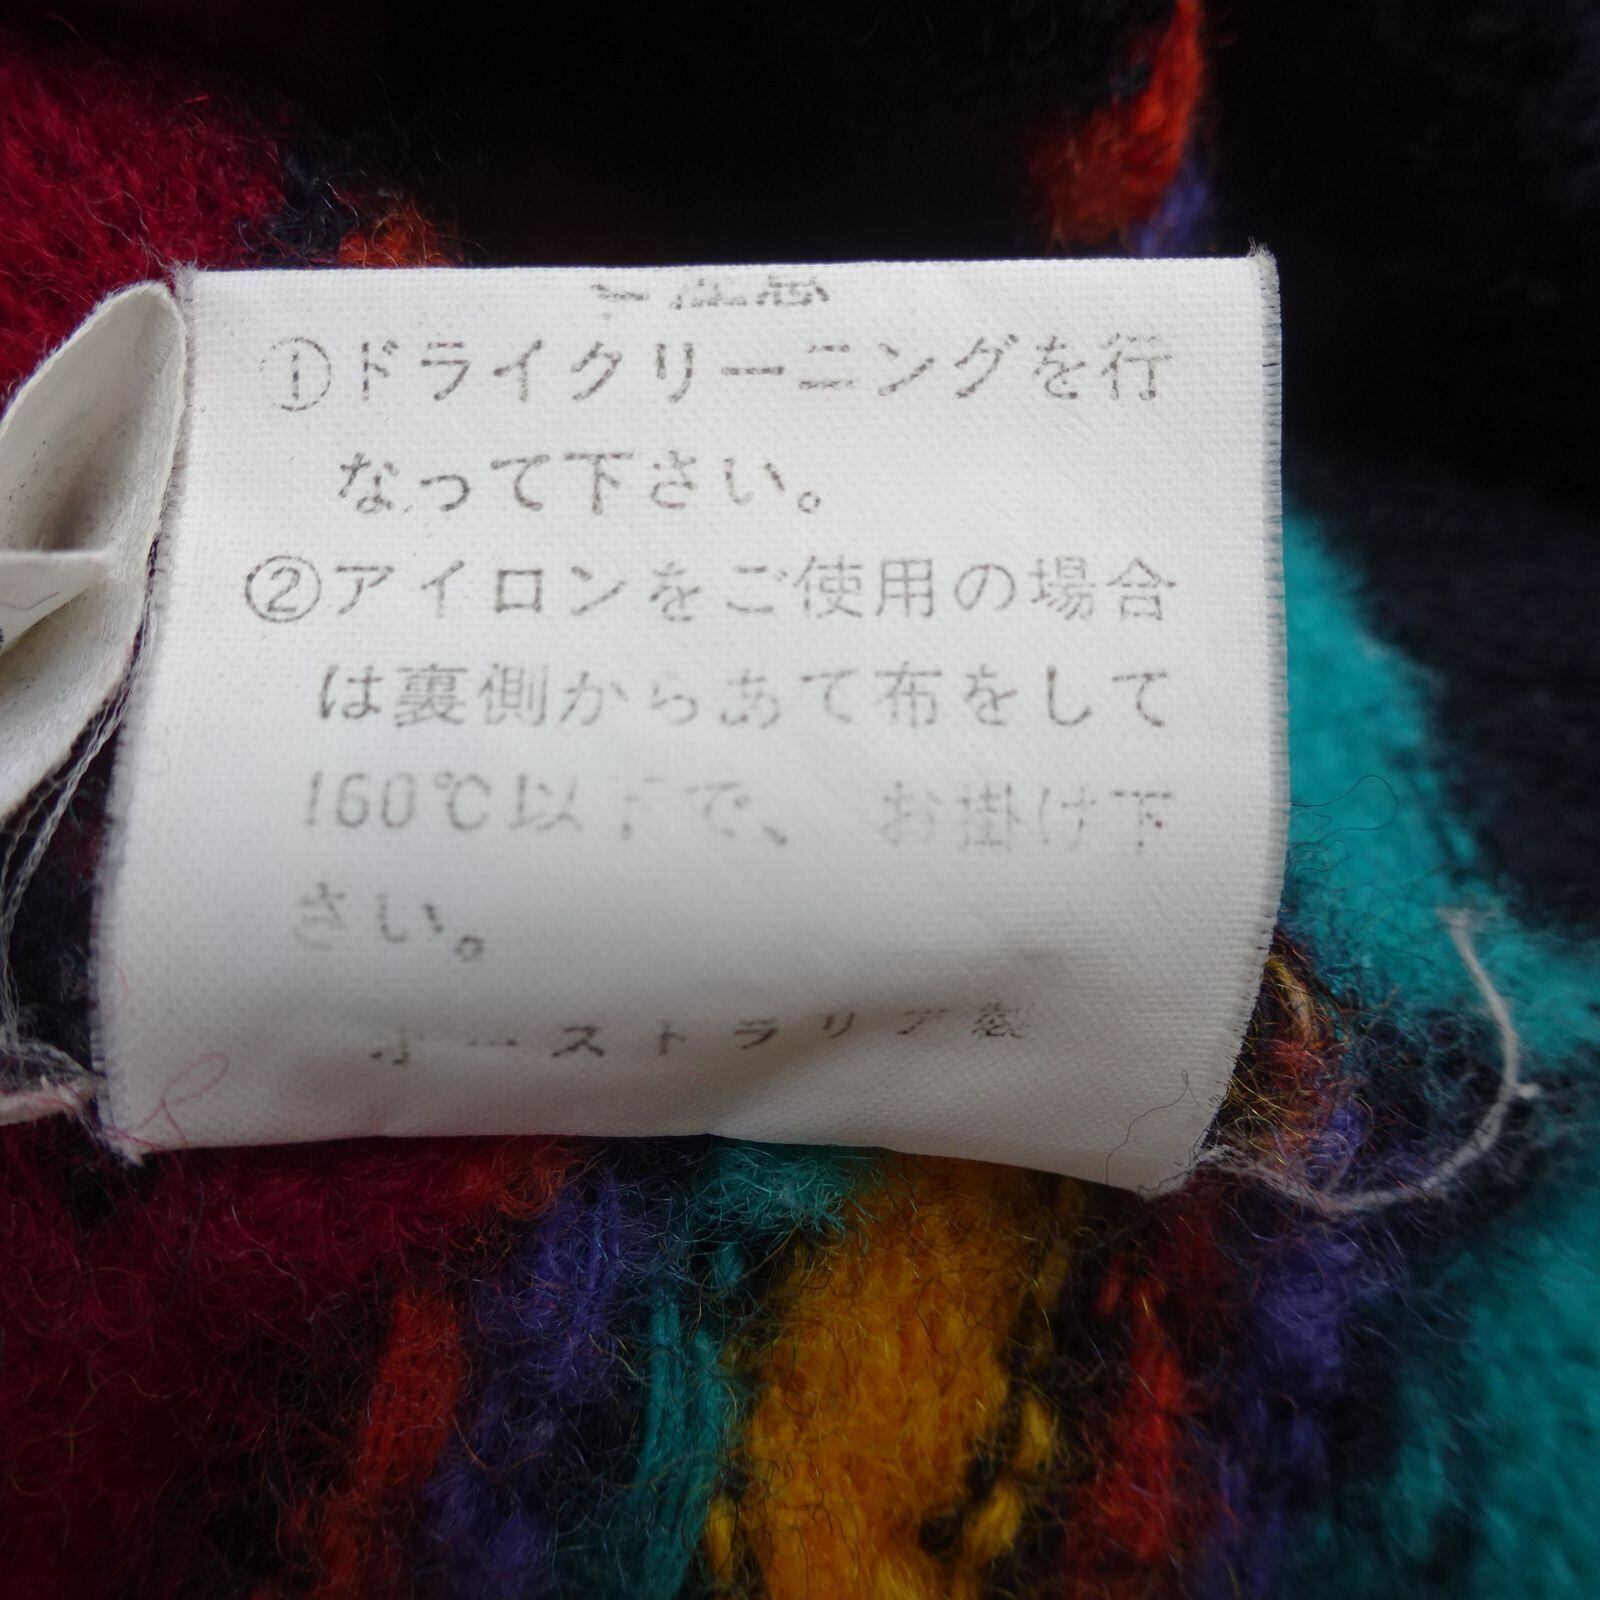 ①ドライクリーニングを行
なって下さい。
②アイロンをご使用の場合
は裏側からあて布をして
160℃以下で、お掛け下
さい。
オーストラリア製